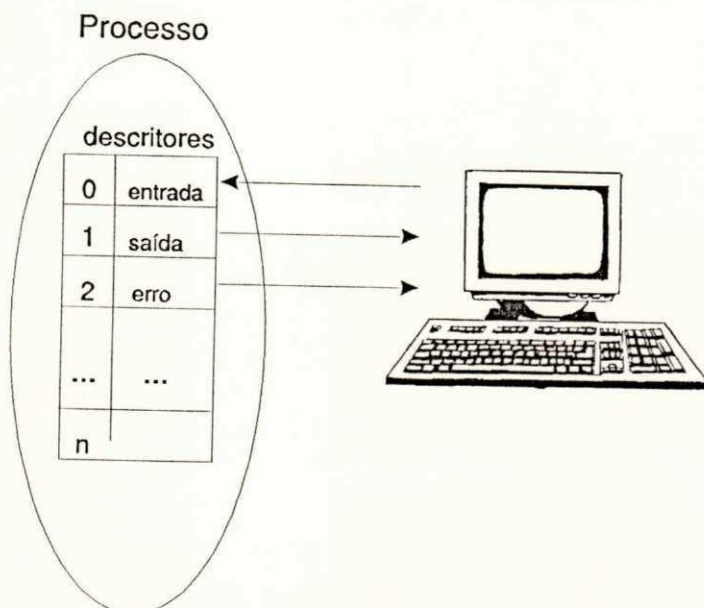 Processo
descritores
0 entrada
1 saída
2 erro
... ...
n